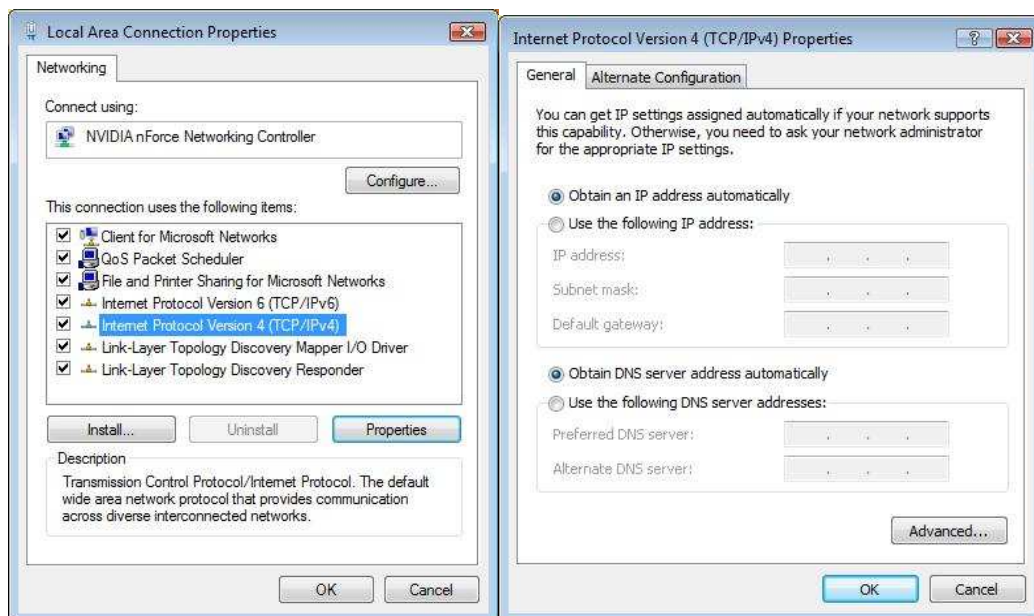 Local Area Connection Properties
Networking
Connect using:
NVIDIA nForce Networking Controller
Configure...
This connection uses the following items:
Client for Microsoft Networks
QoS Packet Scheduler
File and Printer Sharing for Microsoft Networks
Internet Protocol Version 6 (TCP/IPv6)
Internet Protocol Version 4 (TCP/IPv4)
Link-Layer Topology Discovery Mapper I/O Driver
Link-Layer Topology Discovery Responder
Install...
Uninstall
Properties
Description
Transmission Control Protocol/Internet Protocol. The default
wide area network protocol that provides communication
across diverse interconnected networks.
OK
Cancel
Internet Protocol Version 4 (TCP/IPv4) Properties
General
Alternate Configuration
You can get IP settings assigned automatically if your network supports
this capability. Otherwise, you need to ask your network administrator
for the appropriate IP settings.
Obtain an IP address automatically
Use the following IP address:
IP address:
Subnet mask:
Default gateway:
Obtain DNS server address automatically
Use the following DNS server addresses:
Preferred DNS server:
Alternate DNS server:
Advanced...
OK
Cancel